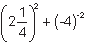 (2 1/4)² + (-4)⁻²